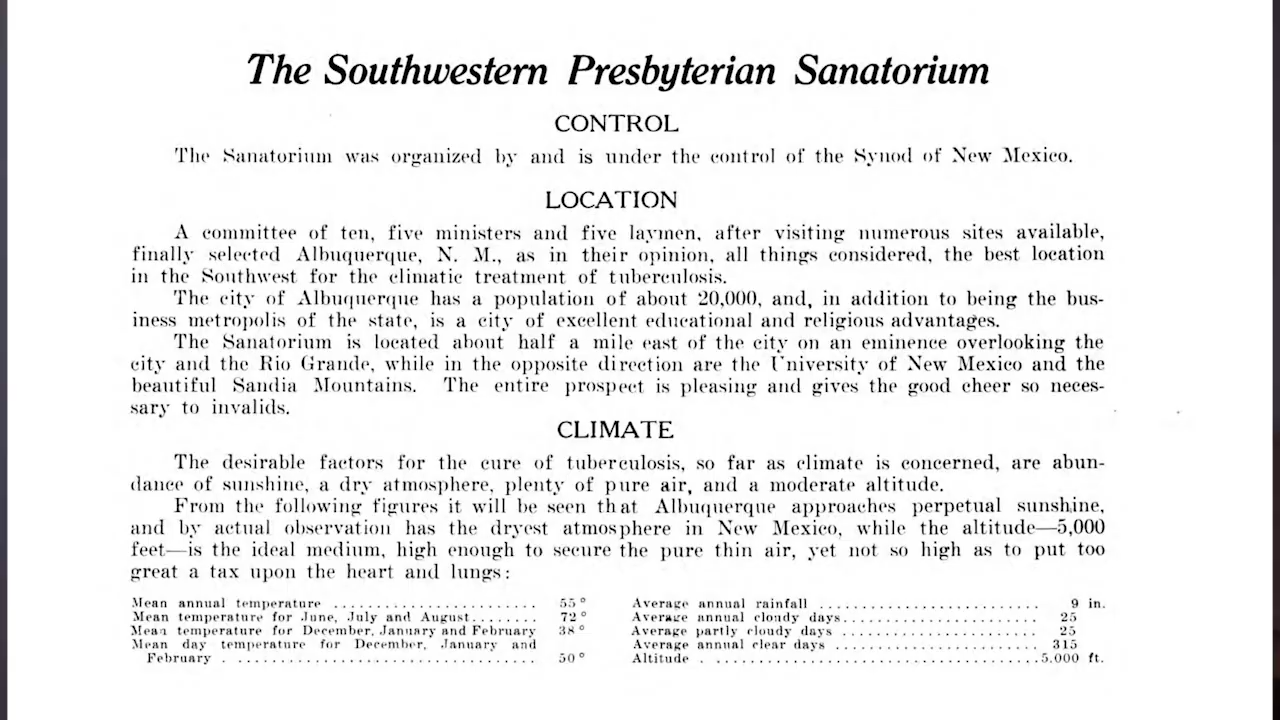 The Southwestern Presbyterian Sanatorium
CONTROL
The Sanatorium was organized by and is under the control of the Synod of New Mexico.
LOCATION
A committee of ten, five ministers and five laymen, after visiting numerous sites available,
finally selected Albuquerque, N. M., as in their opinion, all things considered, the best location
in the Southwest for the climatic treatment of tuberculosis.
The city of Albuquerque has a population of about 20,000, and, in addition to being the bus-
iness metropolis of the state, is a city of excellent educational and religious advantages.
The Sanatorium is located about half a mile east of the city on an eminence overlooking the
city and the Rio Grande, while in the opposite direction are the University of New Mexico and the
beautiful Sandia Mountains. The entire prospect is pleasing and gives the good cheer so neces-
sary to invalids.
CLIMATE
The desirable factors for the cure of tuberculosis, so far as climate is concerned, are abun-
dance of sunshine, a dry atmosphere, plenty of pure air, and a moderate altitude.
From the following figures it will be seen that Albuquerque approaches perpetual sunshine,
and by actual observation has the dryest atmosphere in New Mexico, while the altitude—5,000
feet—is the ideal medium, high enough to secure the pure thin air, yet not so high as to put too
great a tax upon the heart and lungs:
Mean annual temperature ........................ 55°
Mean temperature for June, July and August........ 72°
Mean temperature for December, January and February 38°
Mean day temperature for December, January and
February . .................................. 50°
Average annual rainfall ............................ 9 in.
Average annual cloudy days......................... 25
Average partly cloudy days ......................... 25
Average annual clear days .......................... 315
Altitude . .........................................5,000 ft.